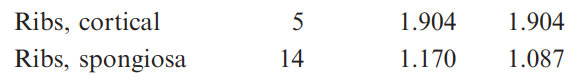 Ribs, cortical 5 1.904 1.904
Ribs, spongiosa 14 1.170 1.087